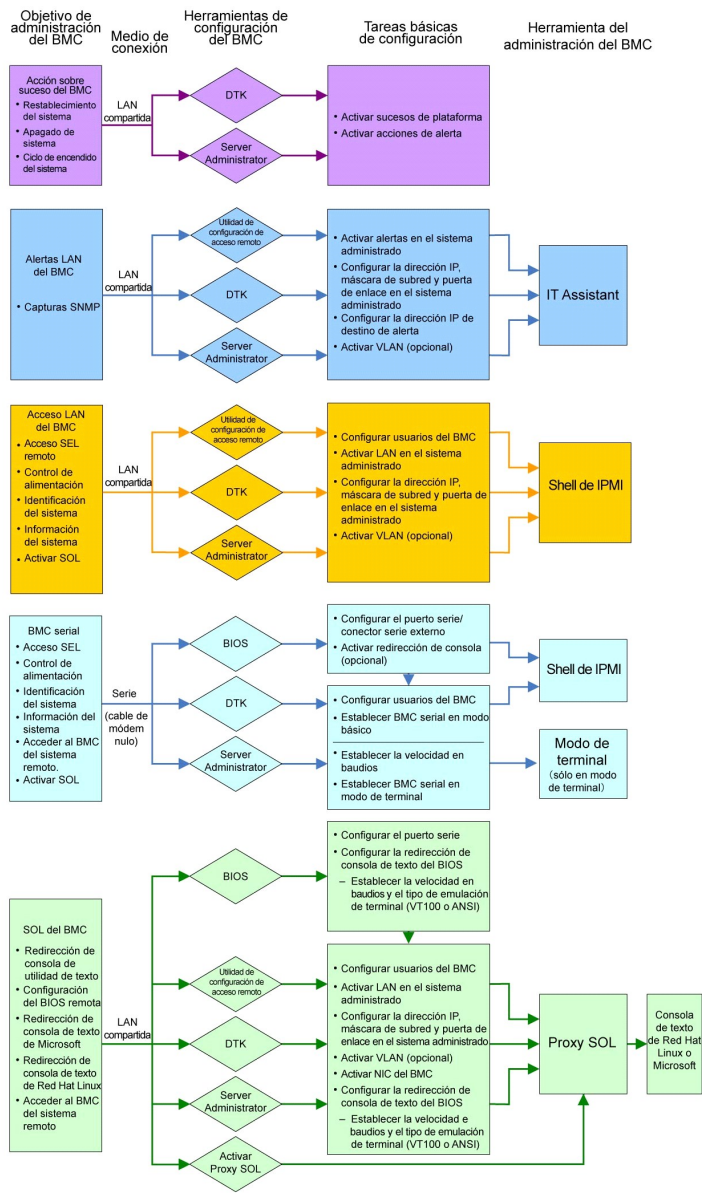 Objetivo de
administración
del BMC
Medio de
conexión
Herramientas de
configuración
del BMC
Tareas básicas
de configuración
Herramienta del
administración del BMC
Acción sobre
suceso del BMC
• Restablecimiento
del sistema
• Apagado de
sistema
• Ciclo de encendido
del sistema
LAN
compartida
DTK
Server
Administrator
• Activar sucesos de plataforma
• Activar acciones de alerta
Alertas LAN
del BMC
• Capturas SNMP
LAN
compartida
Utilidad de
configuración de
acceso remoto
DTK
Server
Administrator
• Activar alertas en el sistema
administrado
• Configurar la dirección IP,
máscara de subred y puerta
de enlace en el sistema
administrado
• Configurar la dirección IP de
destino de alerta
• Activar VLAN (opcional)
IT Assistant
Acceso LAN
del BMC
• Acceso SEL
remoto
• Control de
alimentación
• Identificación
del sistema
• Información
del sistema
• Activar SOL
LAN
compartida
Utilidad de
configuración de
acceso remoto
DTK
Server
Administrator
• Configurar usuarios del BMC
• Activar LAN en el sistema
administrado
• Configurar la dirección IP,
máscara de subred y puerta de
enlace en el sistema
administrado
• Activar VLAN (opcional)
Shell de IPMI
BMC serial
• Acceso SEL
• Control de
alimentación
• Identificación
del sistema
• Información del
sistema
• Acceder al BMC
del sistema
remoto.
• Activar SOL
Serie
(cable de
módem
nulo)
BIOS
DTK
Server
Administrator
• Configurar el puerto serie/
conector serie externo
• Activar redirección de consola
(opcional)
• Configurar usuarios del BMC
• Establecer BMC serial en modo
básico
• Establecer la velocidad en
baudios
• Establecer BMC serial en
modo de terminal
Shell de IPMI
Modo de
terminal
(sólo en modo
de terminal)
SOL del BMC
• Redirección de
consola de
utilidad de texto
• Configuración
del BIOS remota
• Redirección de
consola de texto
de Microsoft
• Redirección de
consola de texto
de Red Hat Linux
• Acceder al BMC
del sistema
remoto
LAN
compartida
BIOS
Utilidad de
configuración de
acceso remoto
DTK
Server
Administrator
Activar
Proxy SOL
• Configurar el puerto serie
• Configurar la redirección de
consola de texto del BIOS
– Establecer la velocidad en
baudios y el tipo de emulación
de terminal (VT100 o ANSI)
• Configurar usuarios del BMC
• Activar LAN en el sistema
administrado
• Configurar la dirección IP,
máscara de subred y puerta de
enlace en el sistema administrado
• Activar VLAN (opcional)
• Activar NIC del BMC
• Configurar la redirección de
consola de texto del BIOS
– Establecer la velocidad e
baudios y el tipo de emulación
de terminal (VT100 o ANSI)
Proxy SOL
Consola
de texto
de Red Hat
Linux o
Microsoft